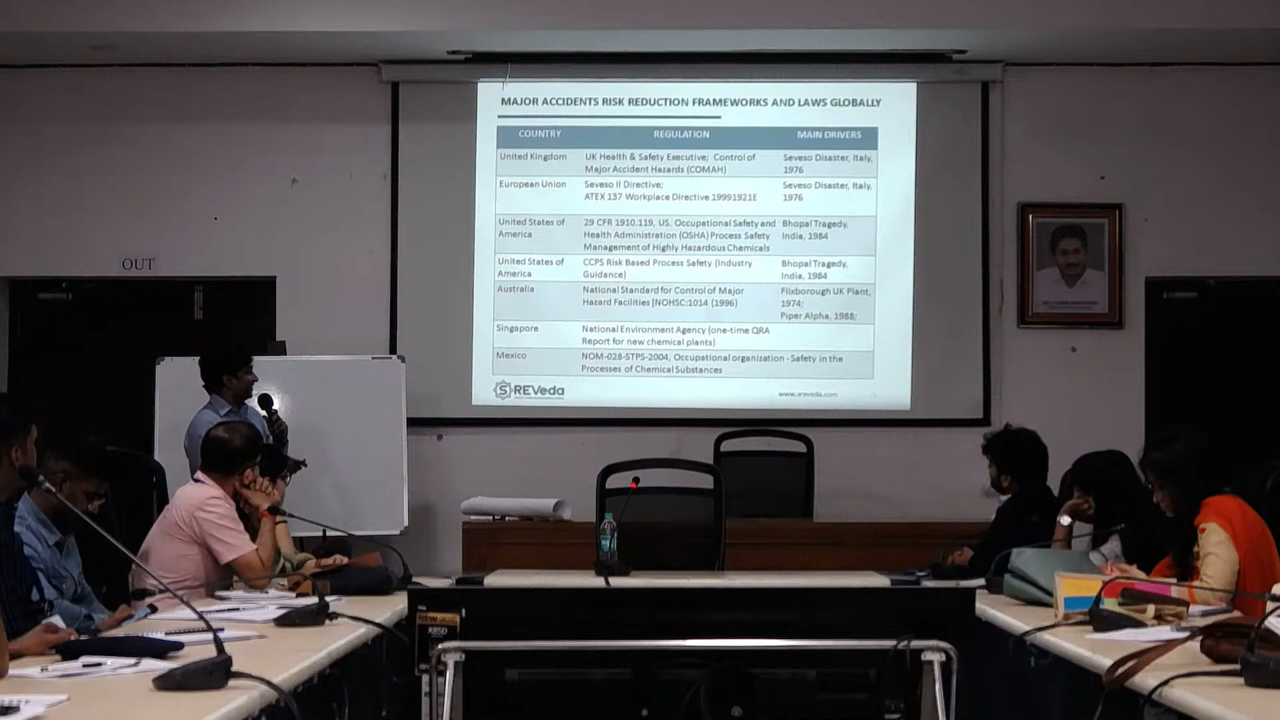 MAJOR ACCIDENTS RISK REDUCTION FRAMEWORKS AND LAWS GLOBALLY
COUNTRY REGULATION MAIN DRIVERS
United Kingdom UK Health & Safety Executive; Control of Seveso Disaster, Italy,
Major Accident Hazards (COMAH) 1976
European Union Seveso II Directive; Seveso Disaster, Italy,
ATEX 137 Workplace Directive 19991921E 1976
United States of 29 CFR 1910.119, US. Occupational Safety and Bhopal Tragedy,
America Health Administration (OSHA) Process Safety India, 1984
Management of Highly Hazardous Chemicals
United States of CCPS Risk Based Process Safety (Industry Bhopal Tragedy,
America Guidance) India, 1984
Australia National Standard for Control of Major Flixborough UK Plant,
Hazard Facilities [NOHSC:1014 (1996) 1974;
Piper Alpha, 1988;
Singapore National Environment Agency (one-time QRA
Report for new chemical plants)
Mexico NOM-028-STPS-2004, Occupational organization - Safety in the
Processes of Chemical Substances
SREVeda
www.sreveda.com
OUT